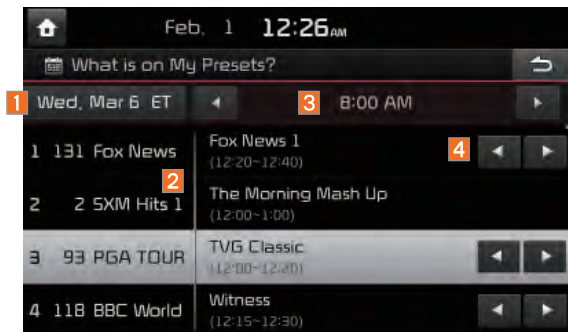 Feb. 1 12:26 AM
What is on My Presets?
1 Wed, Mar 6 ET 3 8:00 AM
1 131 Fox News Fox News 1 4
(12:20~12:40)
2
2 2 SXM Hits 1 The Morning Mash Up
(12:00~1:00)
3 93 PGA TOUR TVG Classic
(12:00~12:20)
4 118 BBC World Witness
(12:15~12:30)